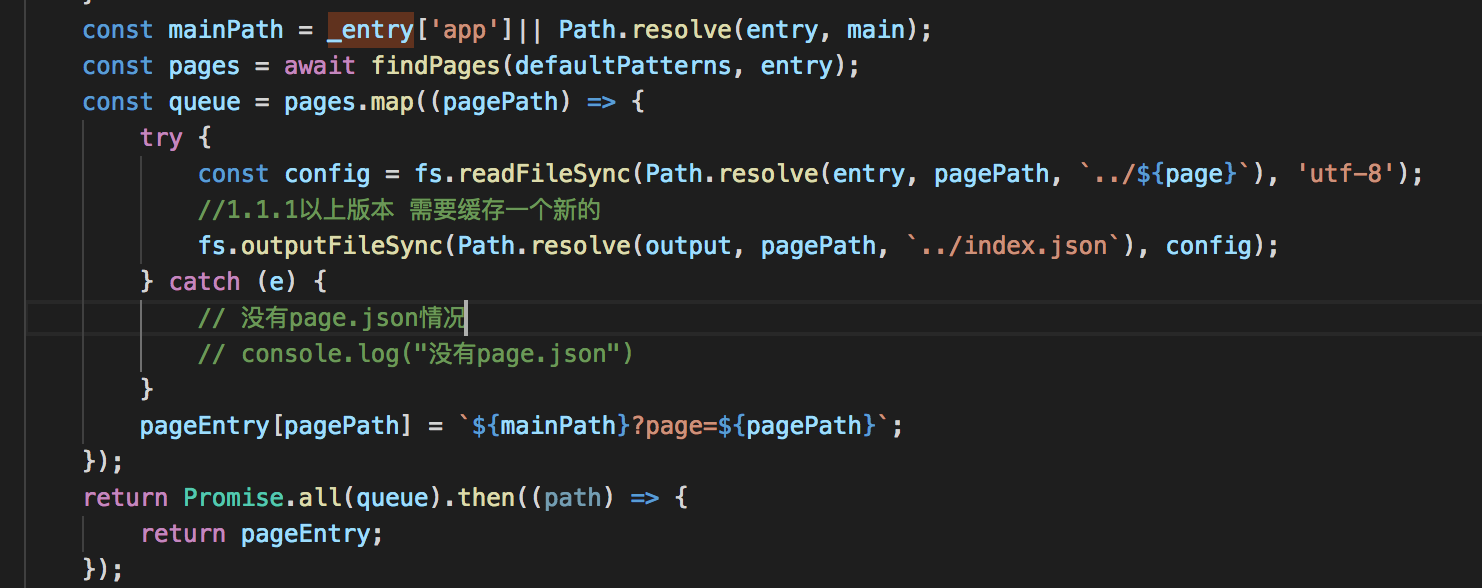 const mainPath = _entry['app']|| Path.resolve(entry, main);
const pages = await findPages(defaultPatterns, entry);
const queue = pages.map((pagePath) => {
try {
const config = fs.readFileSync(Path.resolve(entry, pagePath, `../${page}`), 'utf-8');
//1.1.1以上版本 需要缓存一个新的
fs.outputFileSync(Path.resolve(output, pagePath, `../index.json`), config);
} catch (e) {
// 没有page.json情况
// console.log("没有page.json")
}
pageEntry[pagePath] = `${mainPath}?page=${pagePath}`;
});
return Promise.all(queue).then((path) => {
return pageEntry;
});